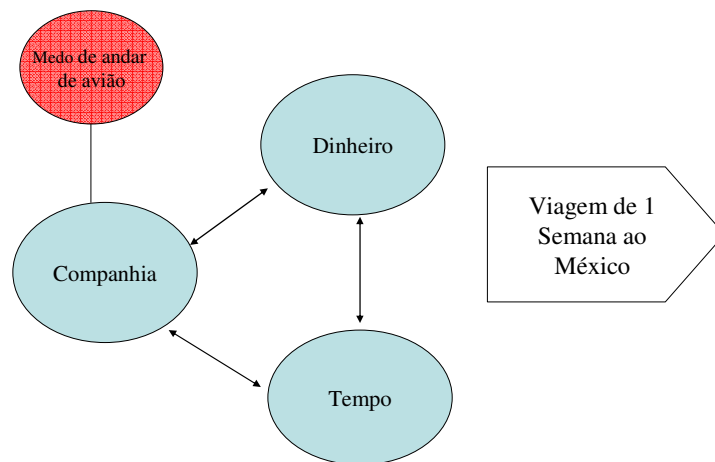 Medo de andar
de avião
Dinheiro
Viagem de 1
Semana ao
México
Companhia
Tempo